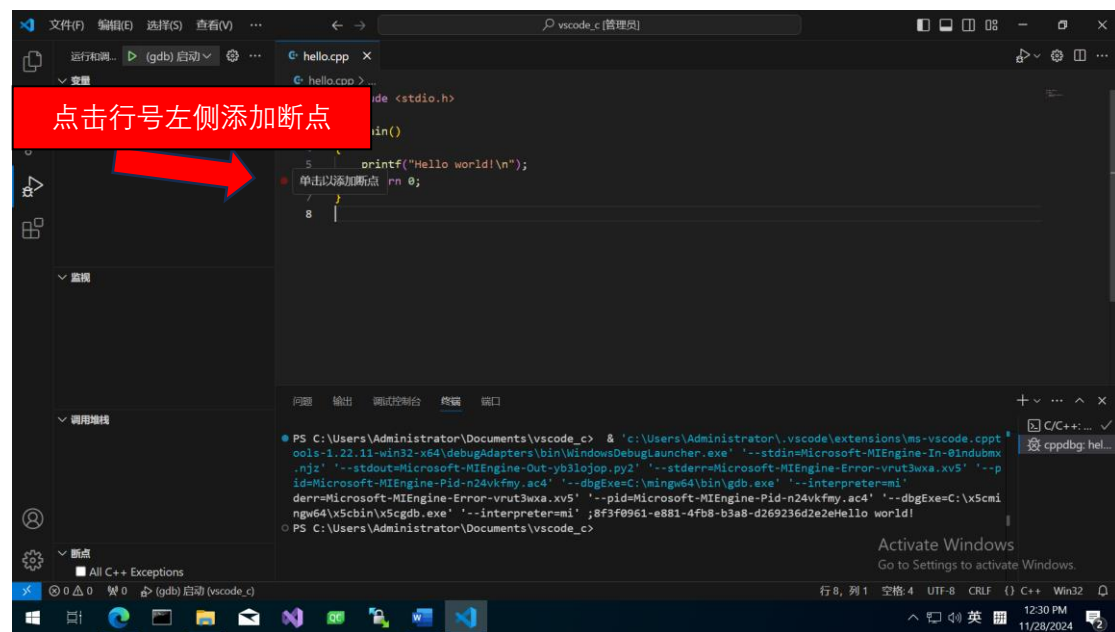 文件(F) 编辑(E) 选择(S) 查看(V) ··· vscode_c [管理员]
运行和调... (gdb) 启动 ··· hello.cpp
变量 hello.cpp > ...
点击行号左侧添加断点
ude <stdio.h>
ain()
{
5 printf("Hello world!\n");
单击以添加断点 rn 0;
7 }
8
监视
问题 输出 调试控制台 终端 端口
调用堆栈
C/C++: ...
cppdbg: hel...
PS C:\Users\Administrator\Documents\vscode_c> & 'c:\Users\Administrator\.vscode\extensions\ms-vscode.cppt
ools-1.22.11-win32-x64\debugAdapters\bin\WindowsDebugLauncher.exe' '--stdin=Microsoft-MIEngine-In-01ndubmx
.njz' '--stdout=Microsoft-MIEngine-Out-yb3lojop.py2' '--stderr=Microsoft-MIEngine-Error-vrut3wxa.xv5' '--p
id=Microsoft-MIEngine-Pid-n24vkfmy.ac4' '--dbgExe=C:\mingw64\bin\gdb.exe' '--interpreter=mi'
derr=Microsoft-MIEngine-Error-vrut3wxa.xv5' '--pid=Microsoft-MIEngine-Pid-n24vkfmy.ac4' '--dbgExe=C:\x5cmi
ngw64\x5cbin\x5cgdb.exe' '--interpreter=mi' ;8f3f0961-e881-4fb8-b3a8-d269236d2e2eHello world!
PS C:\Users\Administrator\Documents\vscode_c>
Activate Windows
Go to Settings to activate Windows.
断点
All C++ Exceptions
0 0 0 (gdb) 启动 (vscode_c) 行 8, 列 1 空格: 4 UTF-8 CRLF {} C++ Win32
英 12:30 PM
11/28/2024 2